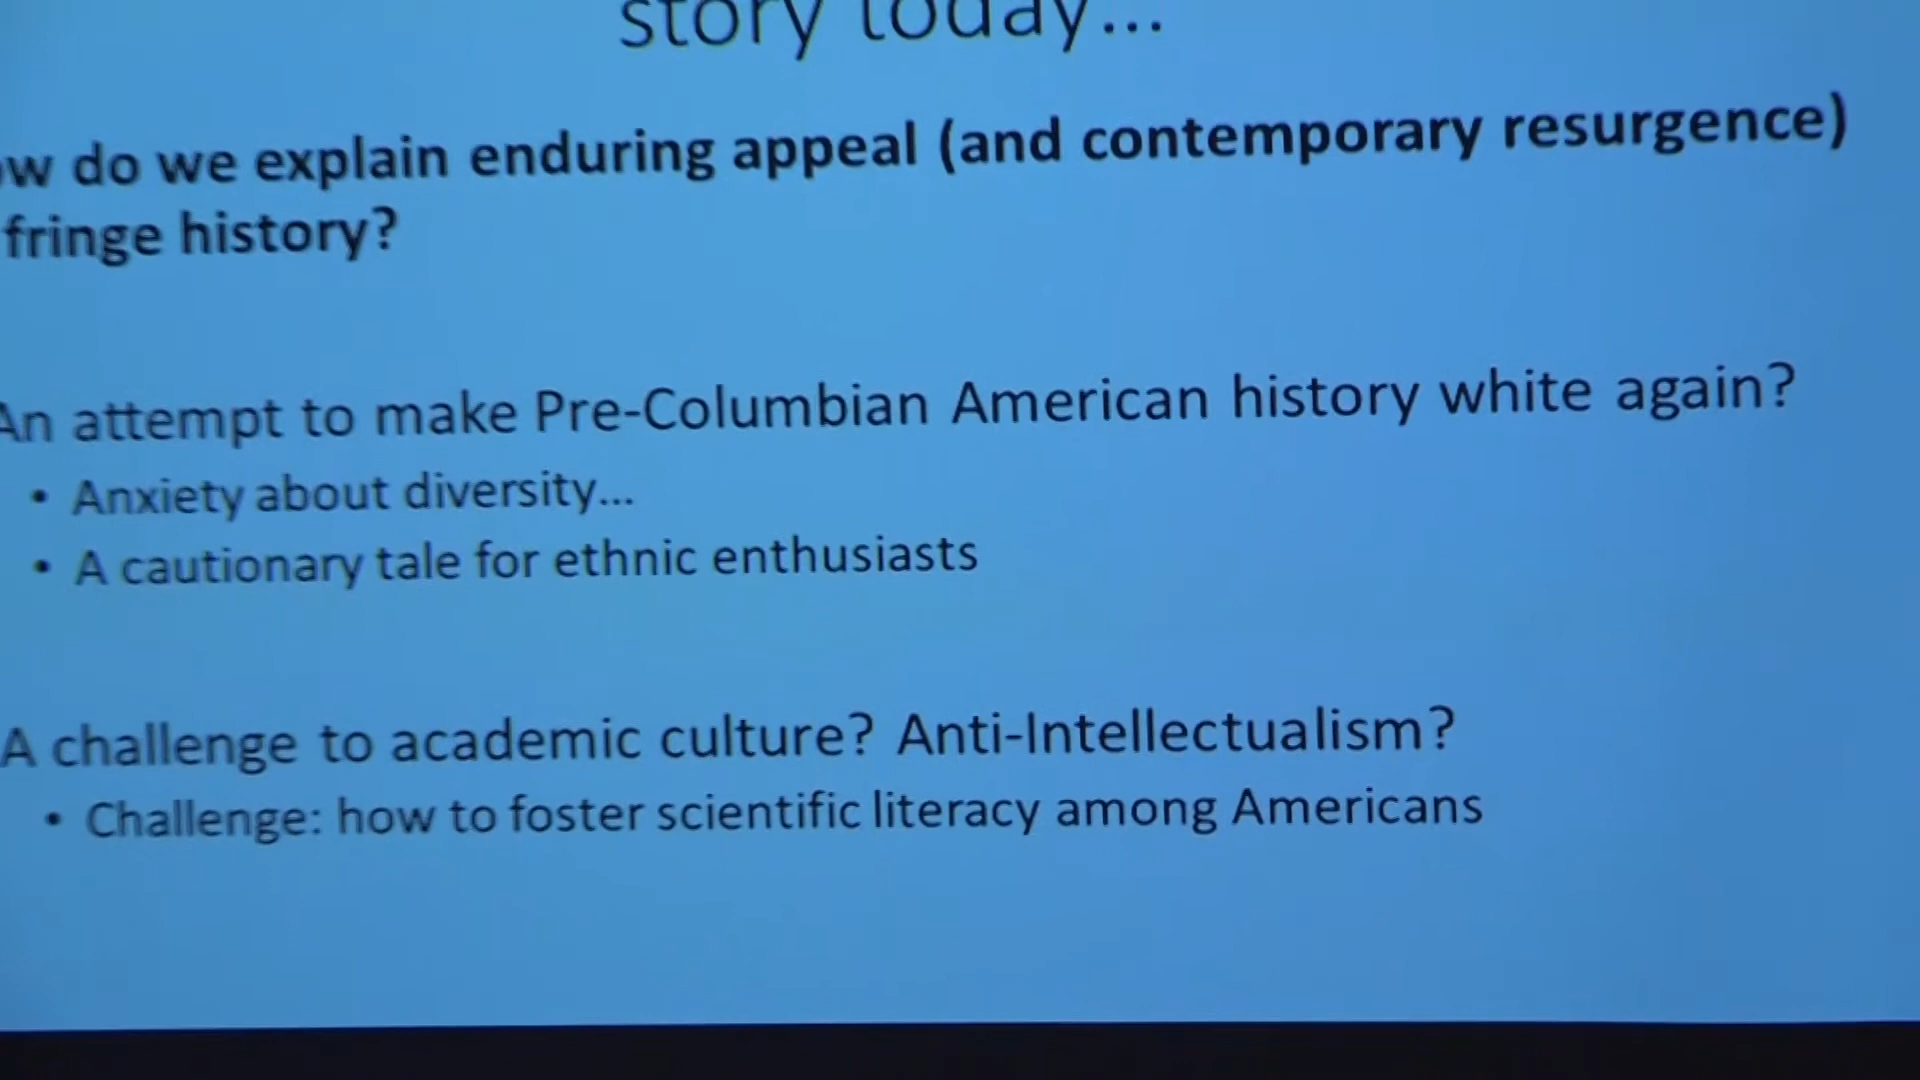 story today...
ow do we explain enduring appeal (and contemporary resurgence)
fringe history?
An attempt to make Pre-Columbian American history white again?
• Anxiety about diversity...
• A cautionary tale for ethnic enthusiasts
A challenge to academic culture? Anti-Intellectualism?
• Challenge: how to foster scientific literacy among Americans